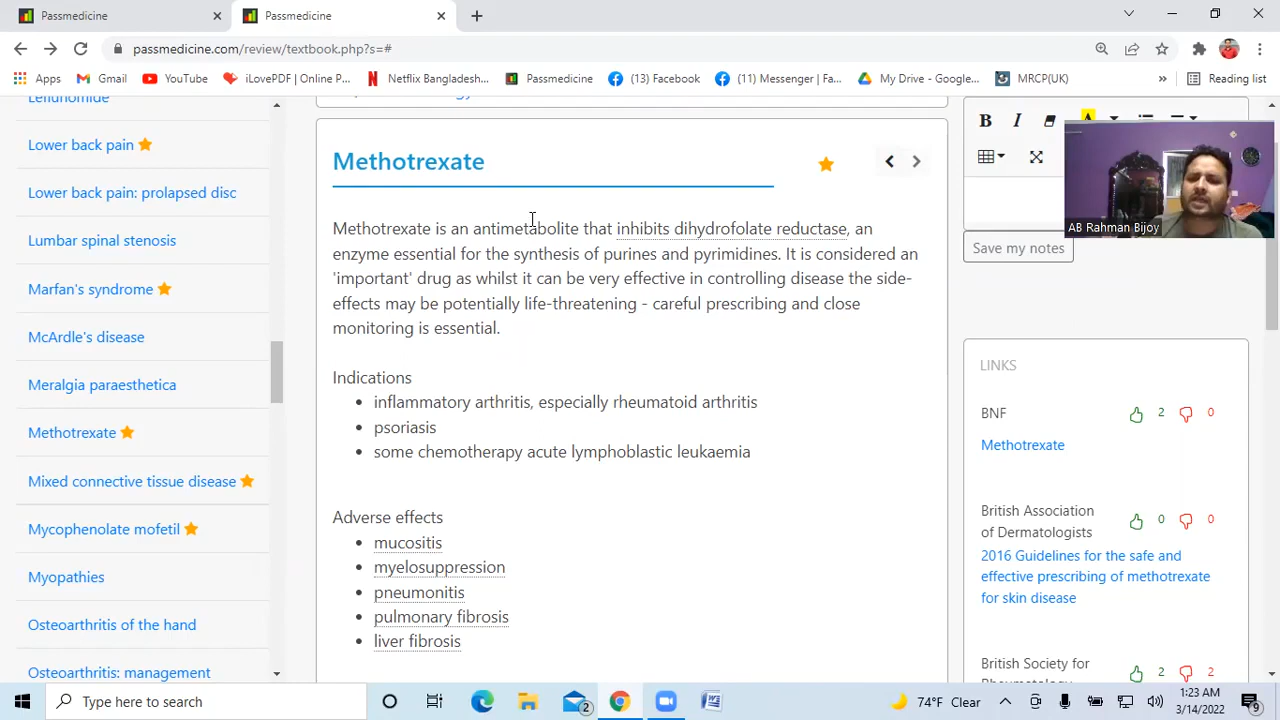 Passmedicine
Passmedicine
passmedicine.com/review/textbook.php?s=#
Apps
Gmail
YouTube
iLovePDF | Online P...
Netflix Bangladesh...
Passmedicine
(13) Facebook
(11) Messenger | Fa...
My Drive - Google...
MRCP(UK)
»
Reading list
Leflunomide
Lower back pain
Lower back pain: prolapsed disc
Lumbar spinal stenosis
Marfan's syndrome
McArdle's disease
Meralgia paraesthetica
Methotrexate
Mixed connective tissue disease
Mycophenolate mofetil
Myopathies
Osteoarthritis of the hand
Osteoarthritis: management
Methotrexate
Methotrexate is an antimetabolite that inhibits dihydrofolate reductase, an
enzyme essential for the synthesis of purines and pyrimidines. It is considered an
'important' drug as whilst it can be very effective in controlling disease the side-
effects may be potentially life-threatening - careful prescribing and close
monitoring is essential.
Indications
• inflammatory arthritis, especially rheumatoid arthritis
• psoriasis
• some chemotherapy acute lymphoblastic leukaemia
Adverse effects
• mucositis
• myelosuppression
• pneumonitis
• pulmonary fibrosis
• liver fibrosis
B I A
AB Rahman Bijoy
Save my notes
LINKS
BNF 2 0
Methotrexate
British Association
of Dermatologists 0 0
2016 Guidelines for the safe and
effective prescribing of methotrexate
for skin disease
British Society for
Rheumatology 2 2
Type here to search
2
W
74°F Clear
1:23 AM
3/14/2022
9